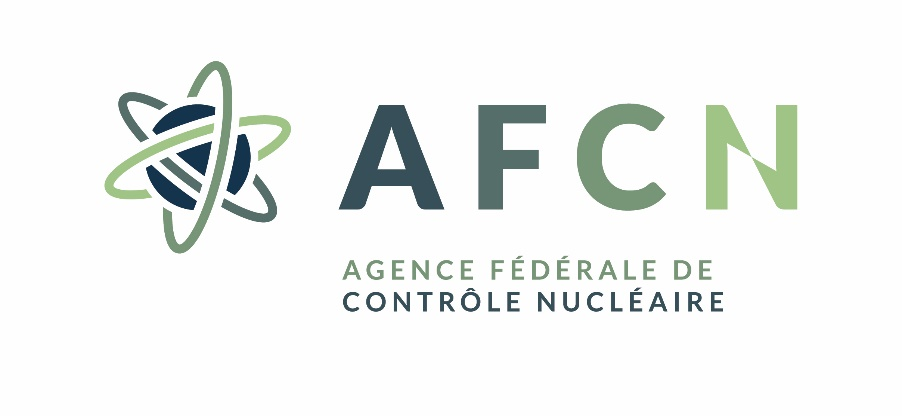 AFCN
AGENCE FÉDÉRALE DE
CONTRÔLE NUCLÉAIRE